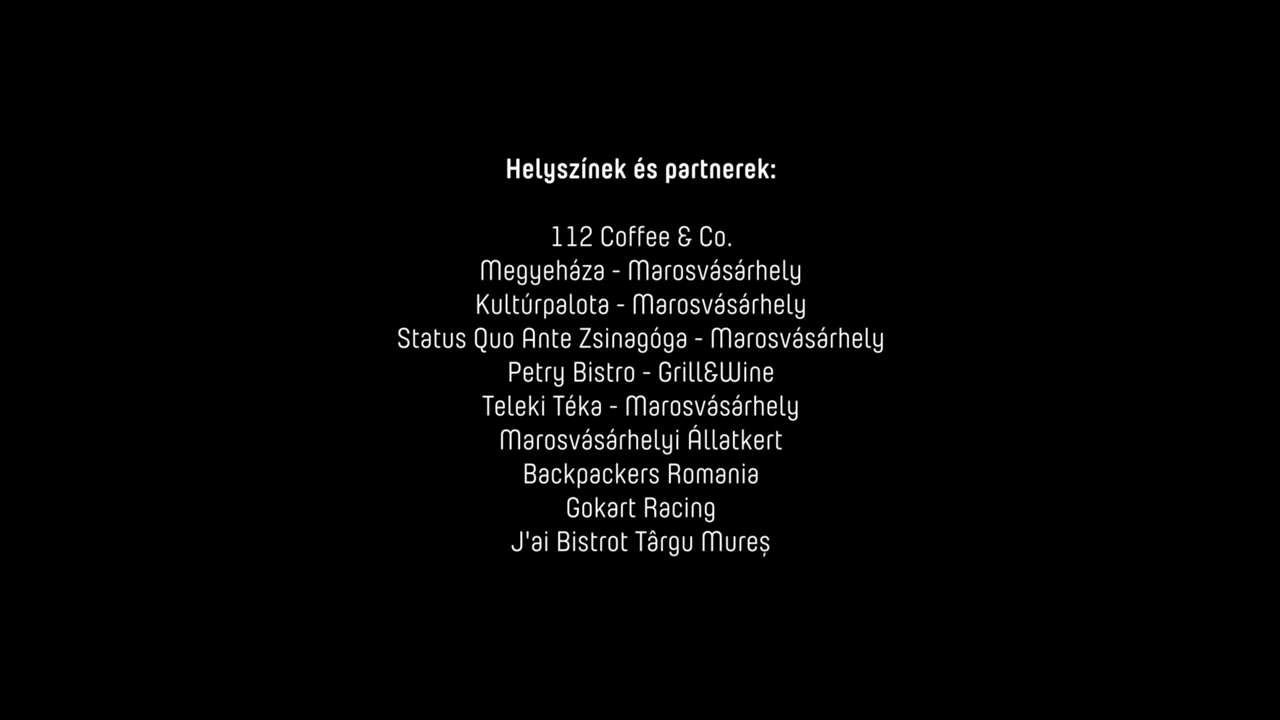 Helyszínek és partnerek:
112 Coffee & Co.
Megyeháza - Marosvásárhely
Kultúrpalota - Marosvásárhely
Status Quo Ante Zsinagóga - Marosvásárhely
Petry Bistro - Grill&Wine
Teleki Téka - Marosvásárhely
Marosvásárhelyi Állatkert
Backpackers Romania
Gokart Racing
J'ai Bistrot Târgu Mureș